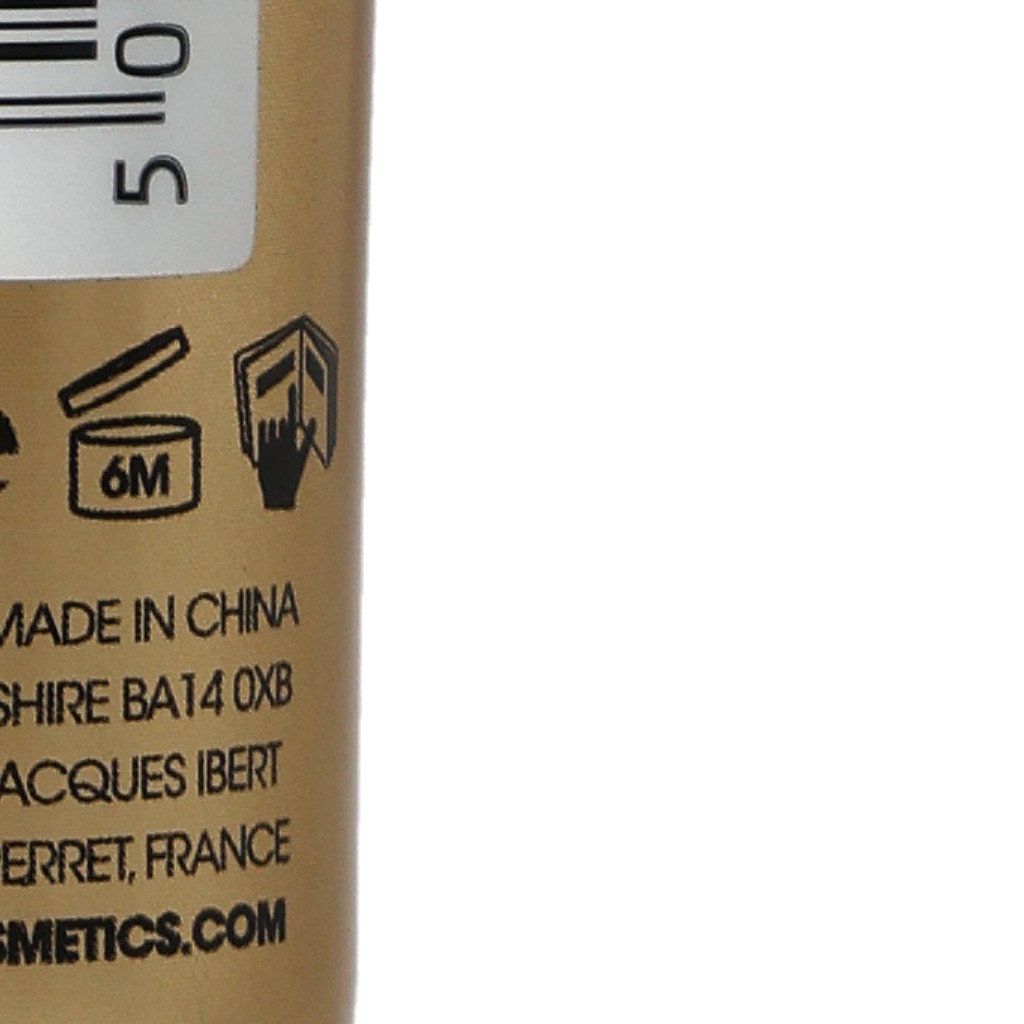 5 0
6M
MADE IN CHINA
SHIRE BA14 0XB
ACQUES IBERT
ERRET, FRANCE
SMETICS.COM